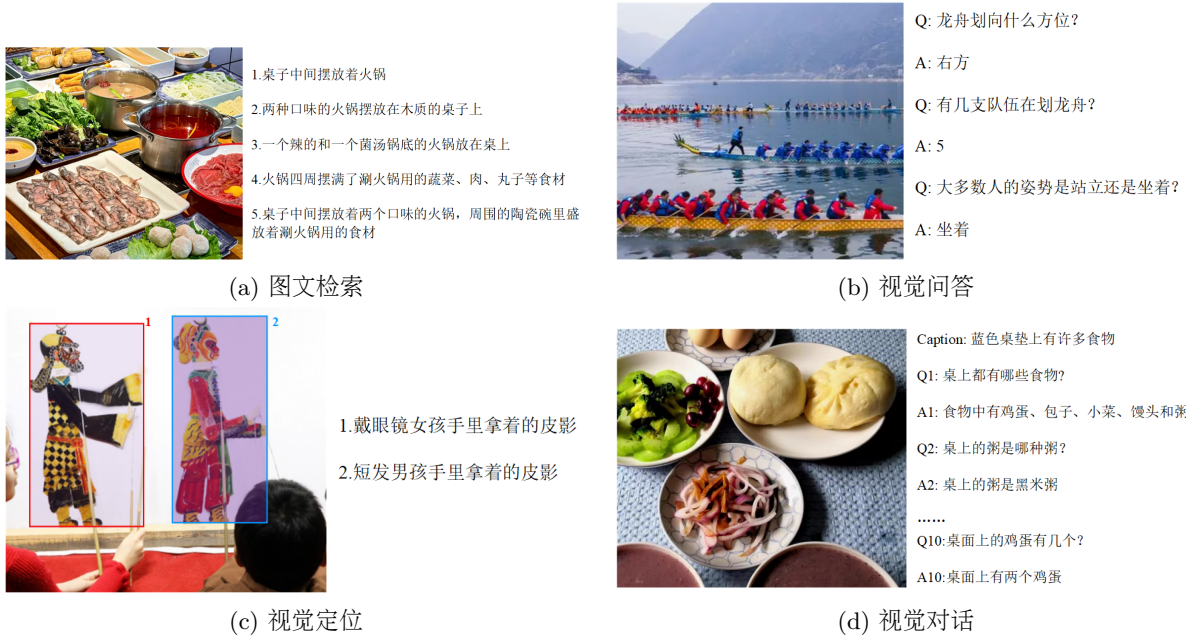 1.桌子中间摆放着火锅
2.两种口味的火锅摆放在木质的桌子上
3.一个辣的和一个菌汤锅底的火锅放在桌上
4.火锅四周摆满了涮火锅用的蔬菜、肉、丸子等食材
5.桌子中间摆放着两个口味的火锅，周围的陶瓷碗里盛
放着涮火锅用的食材
(a) 图文检索
Q: 龙舟划向什么方位?
A: 右方
Q: 有几支队伍在划龙舟?
A: 5
Q: 大多数人的姿势是站立还是坐着?
A: 坐着
(b) 视觉问答
1
2
1.戴眼镜女孩手里拿着的皮影
2.短发男孩手里拿着的皮影
(c) 视觉定位
Caption: 蓝色桌垫上有许多食物
Q1: 桌上都有哪些食物?
A1: 食物中有鸡蛋、包子、小菜、馒头和粥
Q2: 桌上的粥是哪种粥?
A2: 桌上的粥是黑米粥
……
Q10:桌面上的鸡蛋有几个?
A10:桌面上有两个鸡蛋
(d) 视觉对话